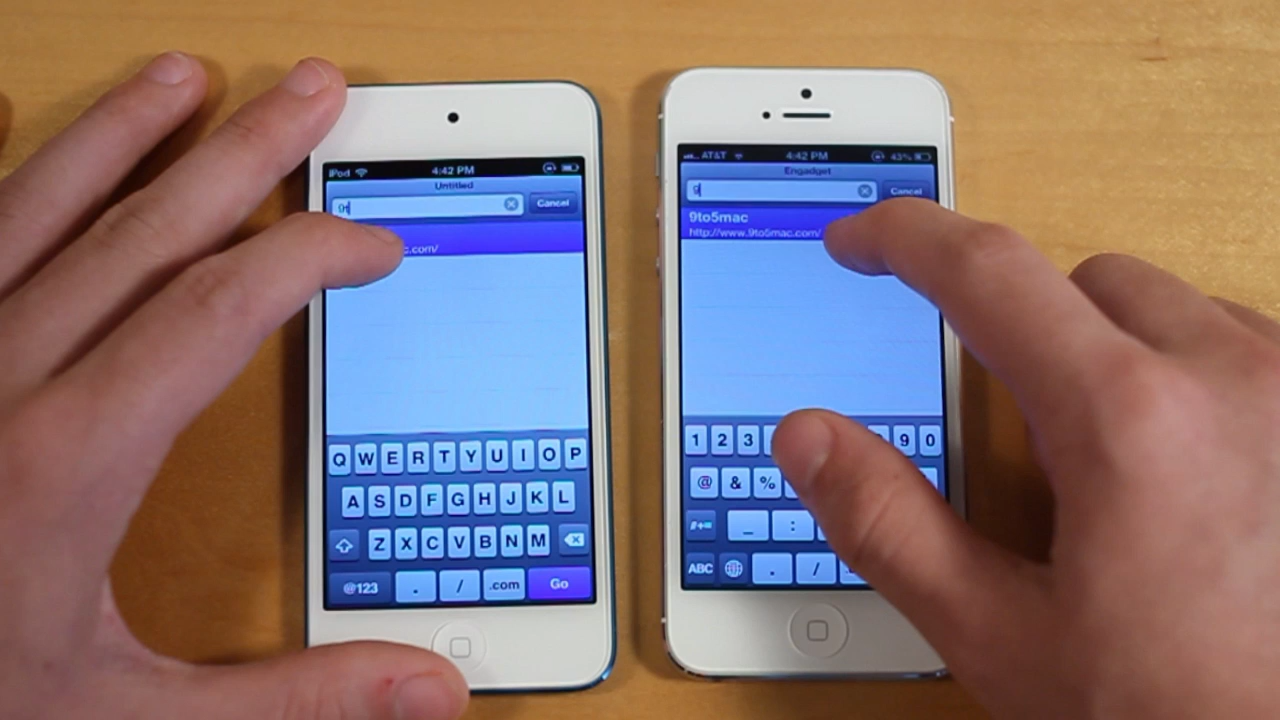 iPod 4:42 PM
Untitled
9t Cancel
c.com/
Q W E R T Y U I O P
A S D F G H J K L
Z X C V B N M
@123 . / .com Go
AT&T 4:42 PM 43%
Engadget
9 Cancel
9to5mac
http://www.9to5mac.com/
1 2 3 9 0
@ & %
#+= _ :
ABC . /